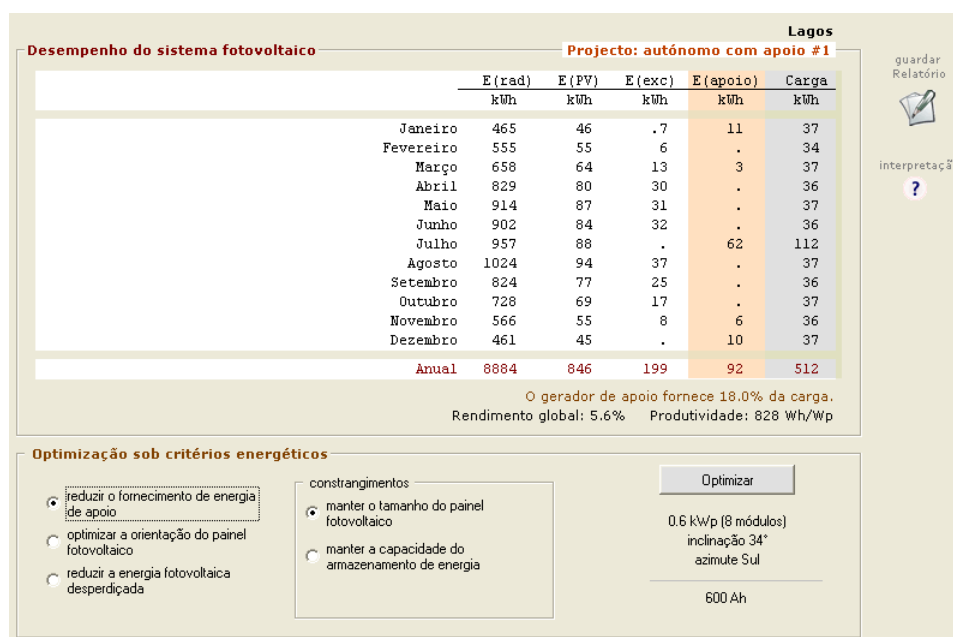 Lagos
Desempenho do sistema fotovoltaico
Projecto: autónomo com apoio #1
E(rad) E(PV) E(exc) E(apoio) Carga
kWh kWh kWh kWh kWh
Janeiro 465 46 .7 11 37
Fevereiro 555 55 6 . 34
Março 658 64 13 3 37
Abril 829 80 30 . 36
Maio 914 87 31 . 37
Junho 902 84 32 . 36
Julho 957 88 . 62 112
Agosto 1024 94 37 . 37
Setembro 824 77 25 . 36
Outubro 728 69 17 . 37
Novembro 566 55 8 6 36
Dezembro 461 45 . 10 37
Anual 8884 846 199 92 512
O gerador de apoio fornece 18.0% da carga.
Rendimento global: 5.6% Produtividade: 828 Wh/Wp
guardar
Relatório
interpretaçã
?
Optimização sob critérios energéticos
reduzir o fornecimento de energia
de apoio
optimizar a orientação do painel
fotovoltaico
reduzir a energia fotovoltaica
desperdiçada
constrangimentos
manter o tamanho do painel
fotovoltaico
manter a capacidade do
armazenamento de energia
Optimizar
0.6 kWp (8 módulos)
inclinação 34°
azimute Sul
600 Ah